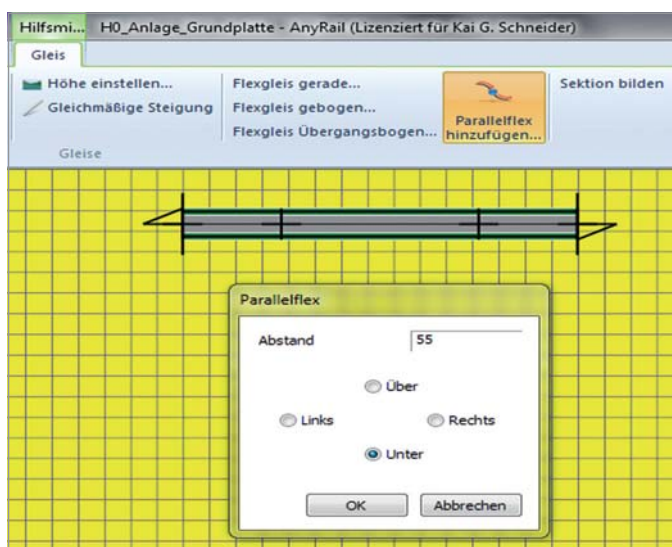 Hilfsmi... H0_Anlage_Grundplatte - AnyRail (Lizenziert für Kai G. Schneider)
Gleis
Höhe einstellen...
Gleichmäßige Steigung
Gleise
Flexgleis gerade...
Flexgleis gebogen...
Flexgleis Übergangsbogen...
Parallelflex
hinzufügen...
Sektion bilden
Parallelflex
Abstand 55
Über
Links Rechts
Unter
OK Abbrechen